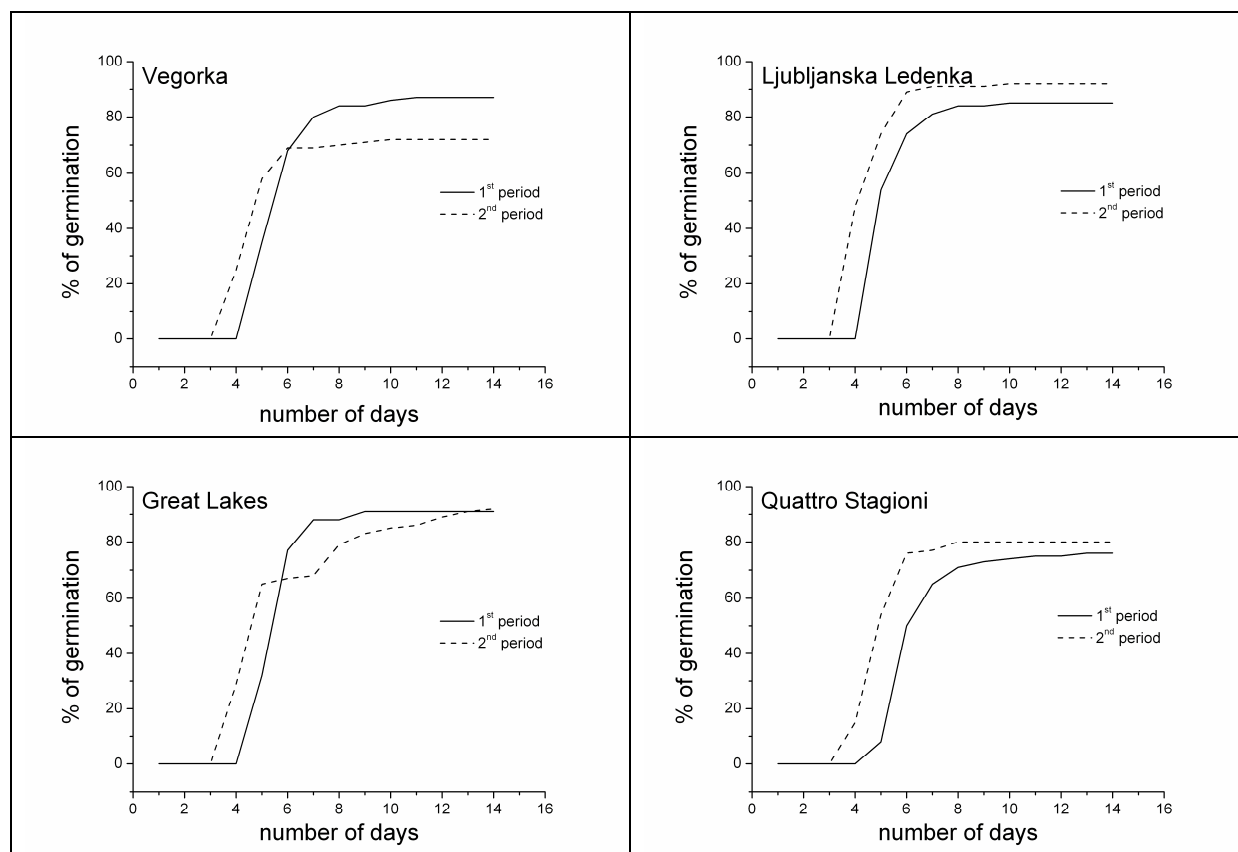 Vegorka
100
80
60
40
20
0
% of germination
1st period
2nd period
0 2 4 6 8 10 12 14 16
number of days
Ljubljanska Ledenka
100
80
60
40
20
0
% of germination
1st period
2nd period
0 2 4 6 8 10 12 14 16
number of days
Great Lakes
100
80
60
40
20
0
% of germination
1st period
2nd period
0 2 4 6 8 10 12 14 16
number of days
Quattro Stagioni
100
80
60
40
20
0
% of germination
1st period
2nd period
0 2 4 6 8 10 12 14 16
number of days